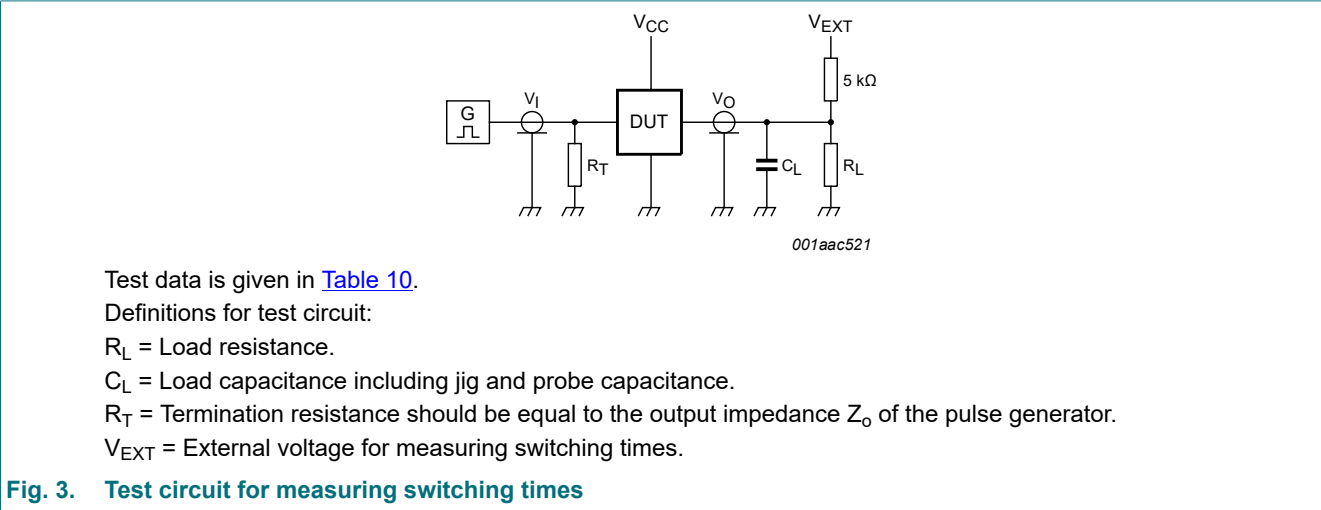 VCC VEXT
5 kΩ
G VI DUT VO
RT CL RL
001aac521
Test data is given in Table 10.
Definitions for test circuit:
RL = Load resistance.
CL = Load capacitance including jig and probe capacitance.
RT = Termination resistance should be equal to the output impedance Zo of the pulse generator.
VEXT = External voltage for measuring switching times.
Fig. 3. Test circuit for measuring switching times